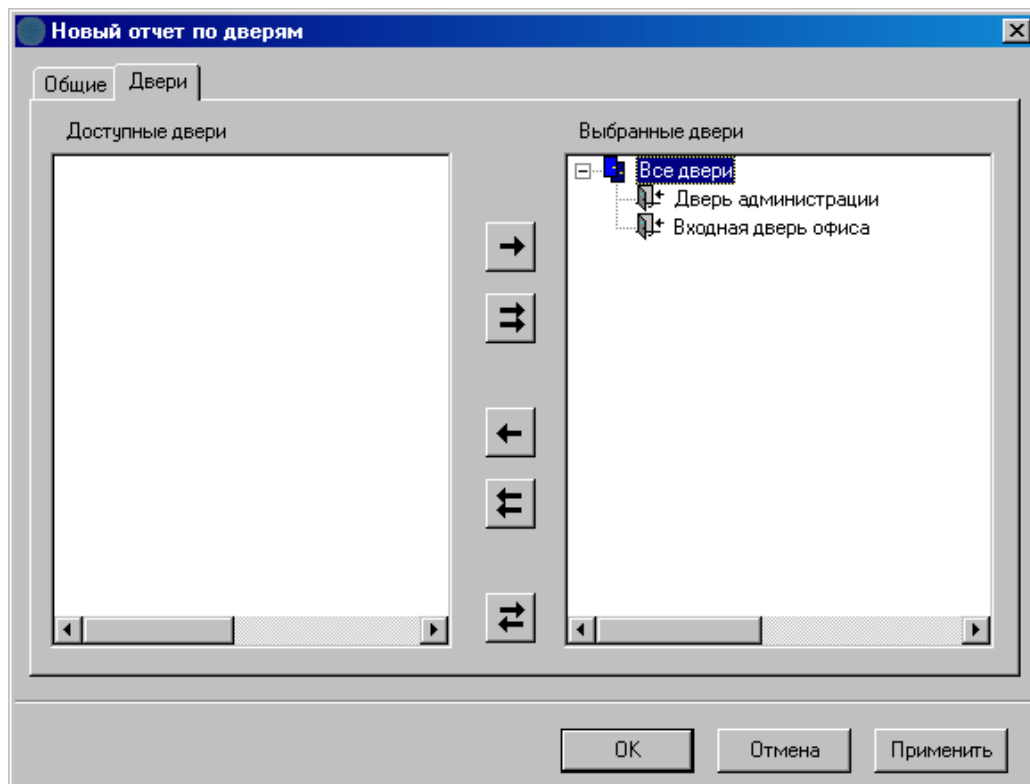 Новый отчет по дверям
Общие
Двери
Доступные двери
Выбранные двери
Все двери
Дверь администрации
Входная дверь офиса
OK
Отмена
Применить